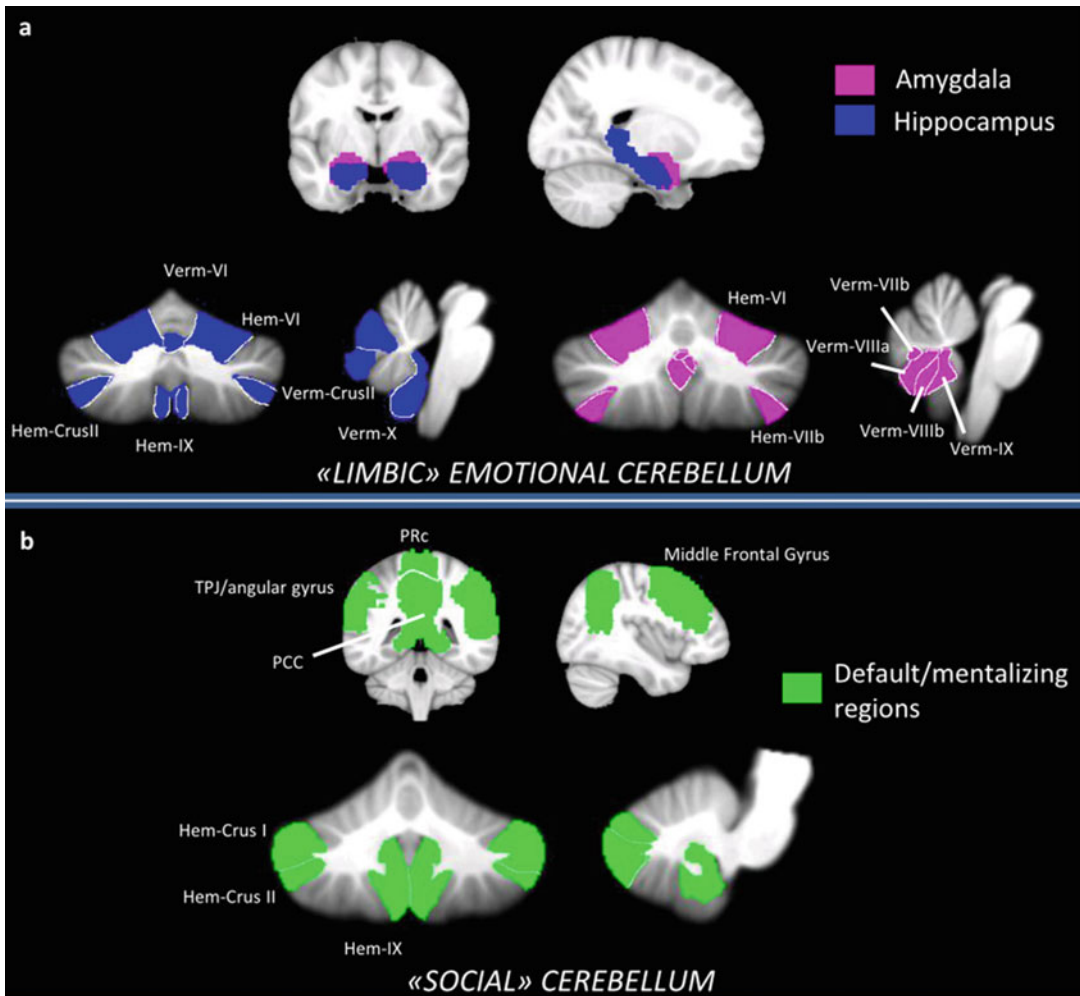 a
Amygdala
Hippocampus
Verm-VI
Hem-VI
Verm-CrusII
Hem-CrusII
Hem-IX
Verm-X
Hem-VI
Verm-VIIb
Verm-VIIIa
Hem-VIIb
Verm-VIIIb
Verm-IX
«LIMBIC» EMOTIONAL CEREBELLUM
b
PRc
TPJ/angular gyrus
PCC
Middle Frontal Gyrus
Default/mentalizing
regions
Hem-Crus I
Hem-Crus II
Hem-IX
«SOCIAL» CEREBELLUM